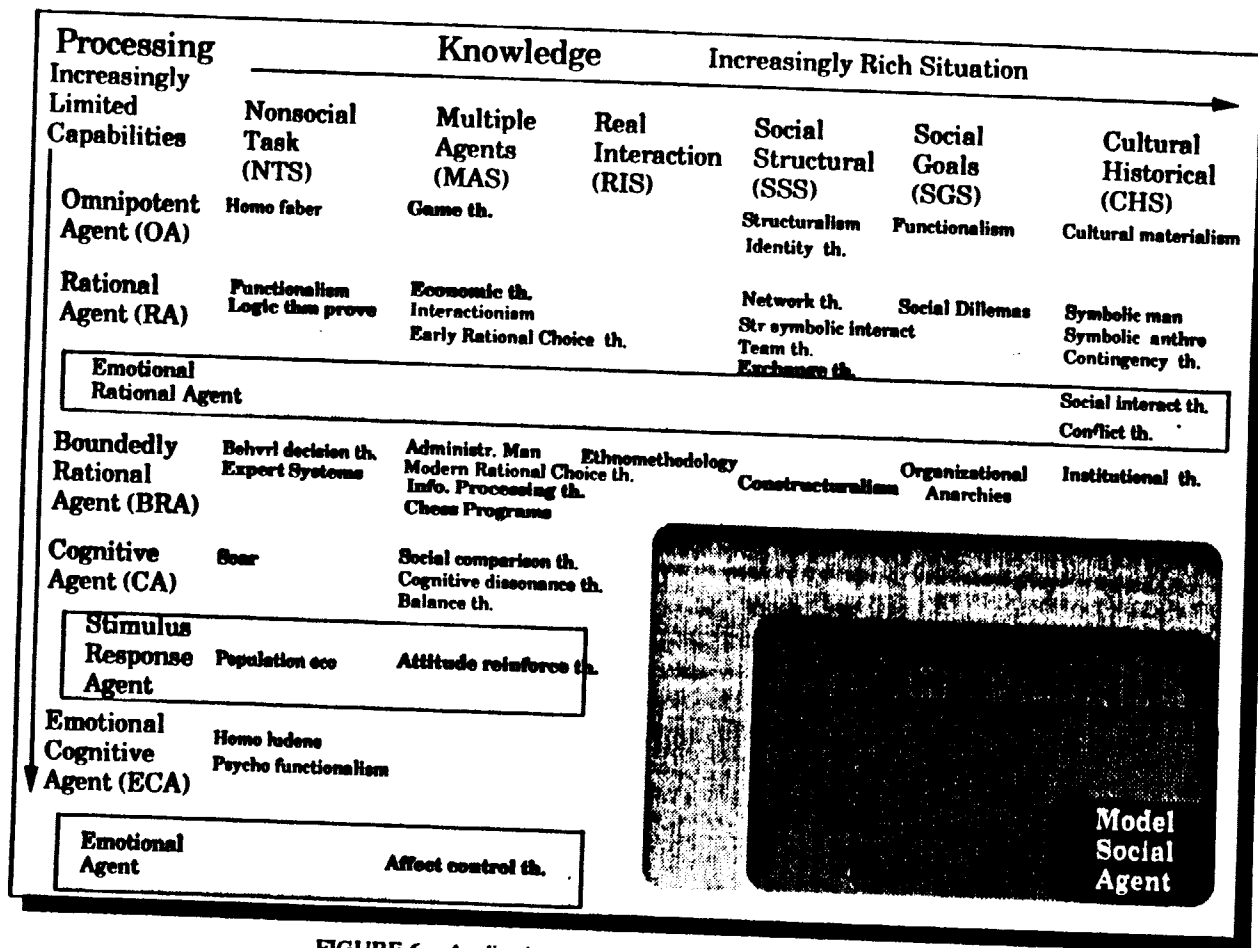 Processing Knowledge Increasingly Rich Situation
Increasingly
Limited
Capabilities
Nonsocial
Task
(NTS)
Multiple
Agents
(MAS)
Real
Interaction
(RIS)
Social
Structural
(SSS)
Social
Goals
(SGS)
Cultural
Historical
(CHS)
Omnipotent
Agent (OA)
Homo faber
Game th.
Structuralism
Identity th.
Functionalism
Cultural materialism
Rational
Agent (RA)
Functionalism
Logic thm prove
Economic th.
Interactionism
Early Rational Choice th.
Network th.
Str symbolic interact
Team th.
Exchange th.
Social Dillemas
Symbolic man
Symbolic anthro
Contingency th.
Emotional
Rational Agent
Social interact th.
Conflict th.
Boundedly
Rational
Agent (BRA)
Behvrl decision th.
Expert Systems
Administr. Man
Modern Rational Choice th.
Info. Processing th.
Chess Programs
Ethnomethodology
Constructuralism
Organizational
Anarchies
Institutional th.
Cognitive
Agent (CA)
Soar
Social comparison th.
Cognitive dissonance th.
Balance th.
Stimulus
Response
Agent
Population eco
Attitude reinforce th.
Emotional
Cognitive
Agent (ECA)
Homo ludens
Psycho functionalism
Emotional
Agent
Affect control th.
Model
Social
Agent